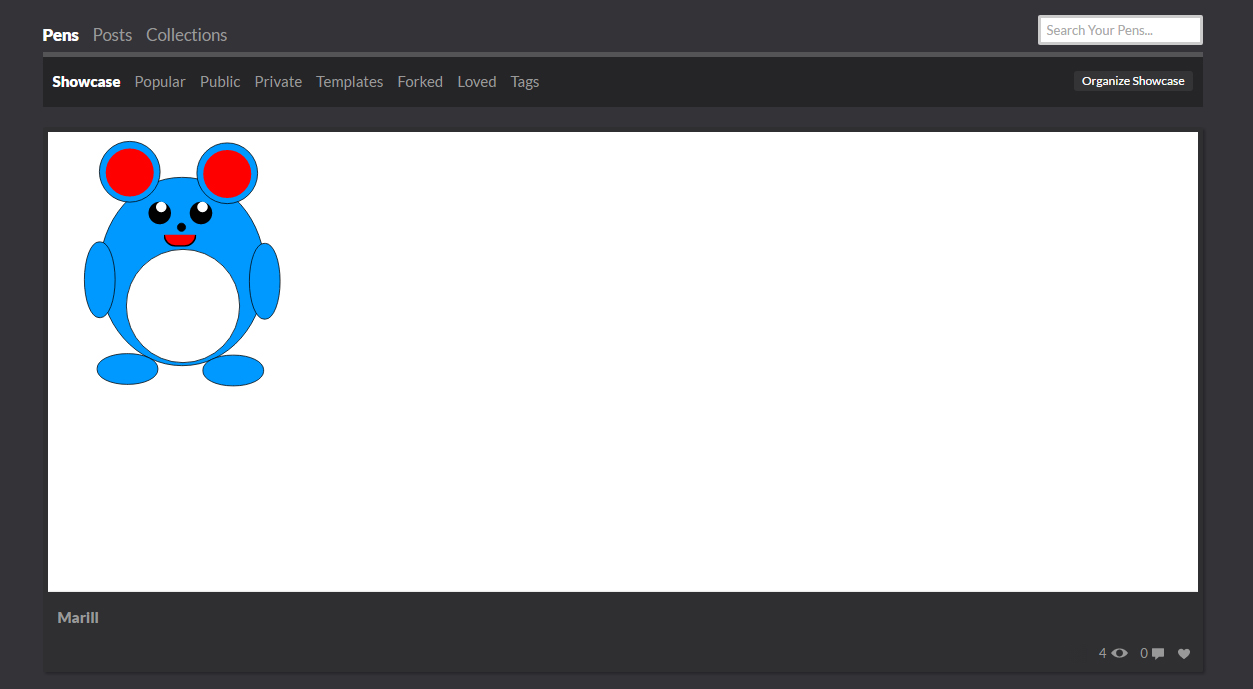 Pens Posts Collections
Search Your Pens...
Showcase Popular Public Private Templates Forked Loved Tags
Organize Showcase
Marill
4 0